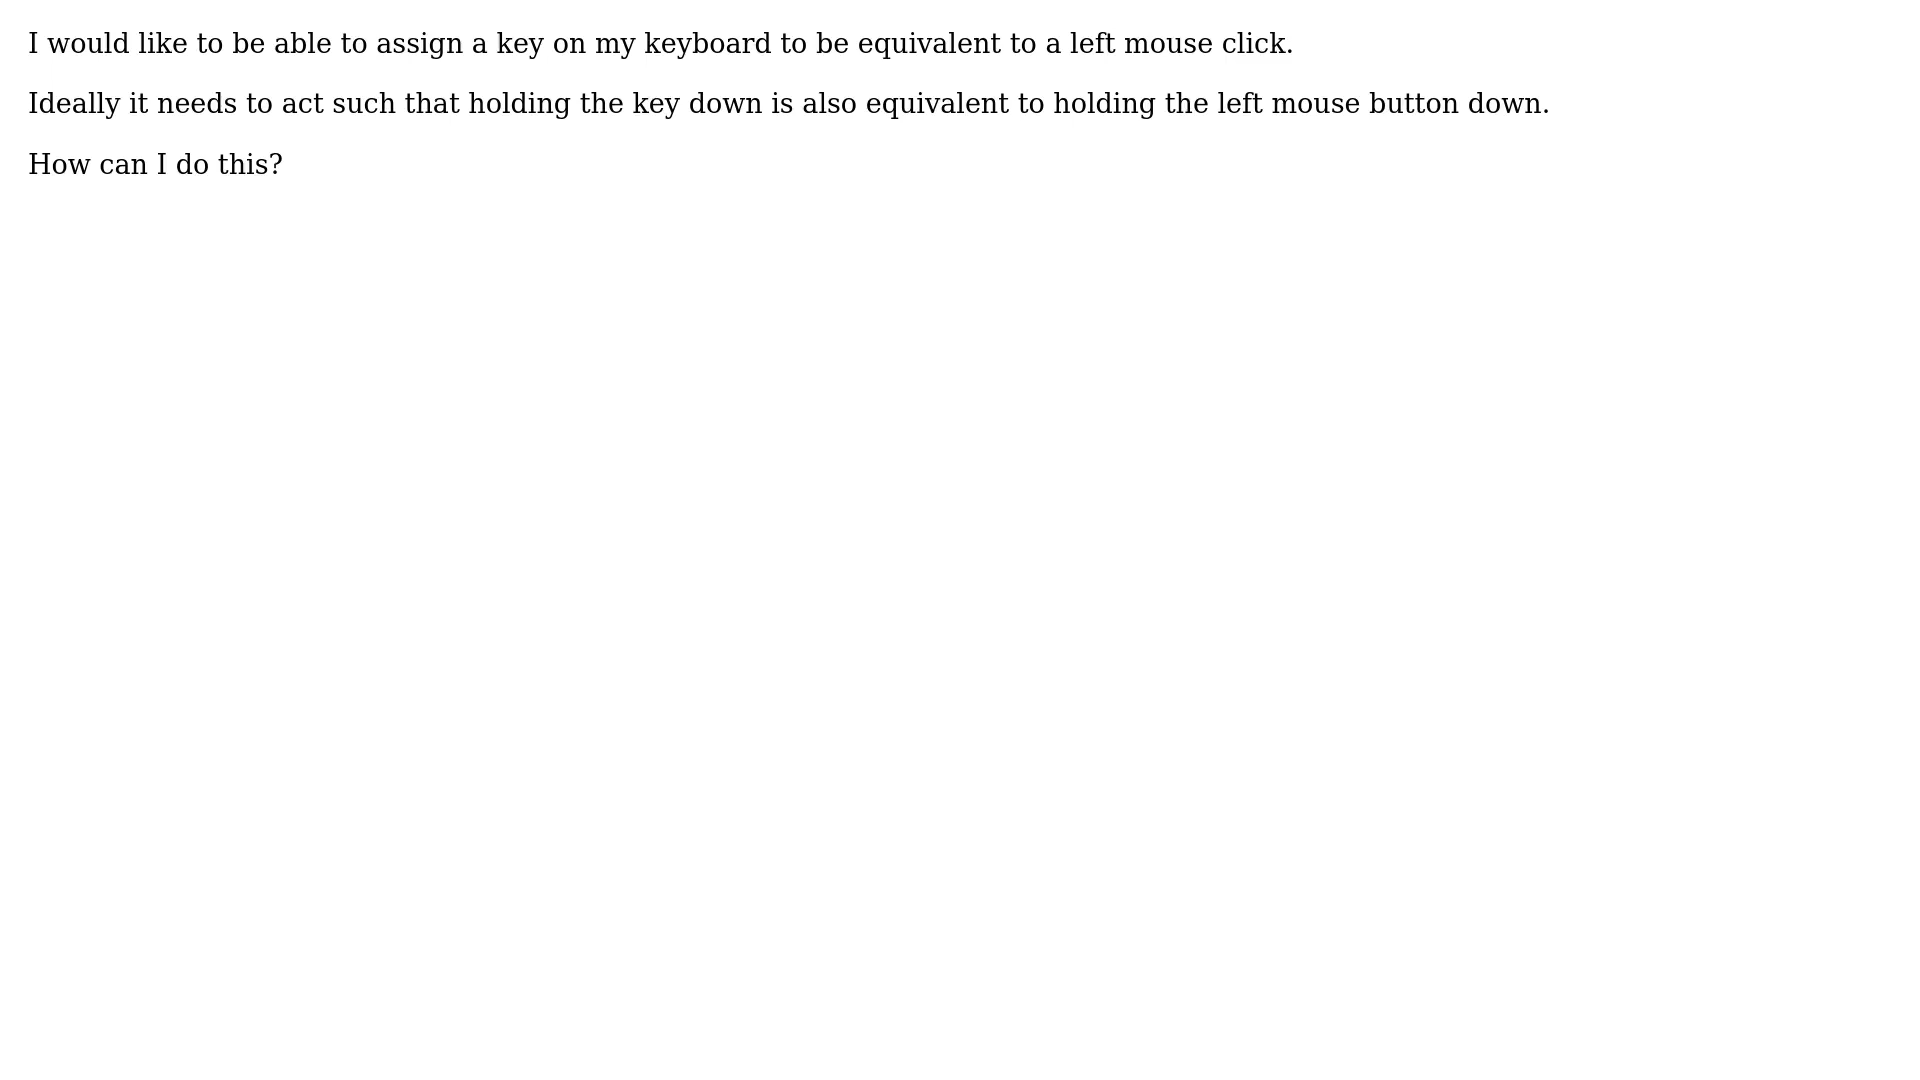 I would like to be able to assign a key on my keyboard to be equivalent to a left mouse click.
Ideally it needs to act such that holding the key down is also equivalent to holding the left mouse button down.
How can I do this?